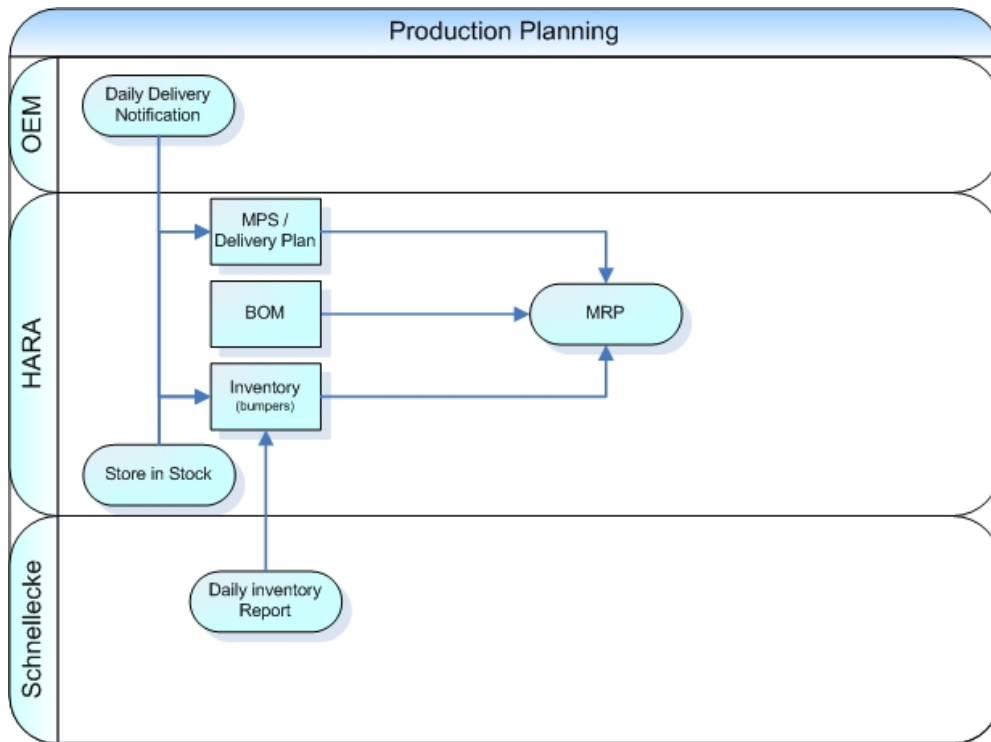 Production Planning
OEM
Daily Delivery
Notification
HARA
MPS /
Delivery Plan
BOM
MRP
Inventory
(bumpers)
Store in Stock
Schnellecke
Daily inventory
Report